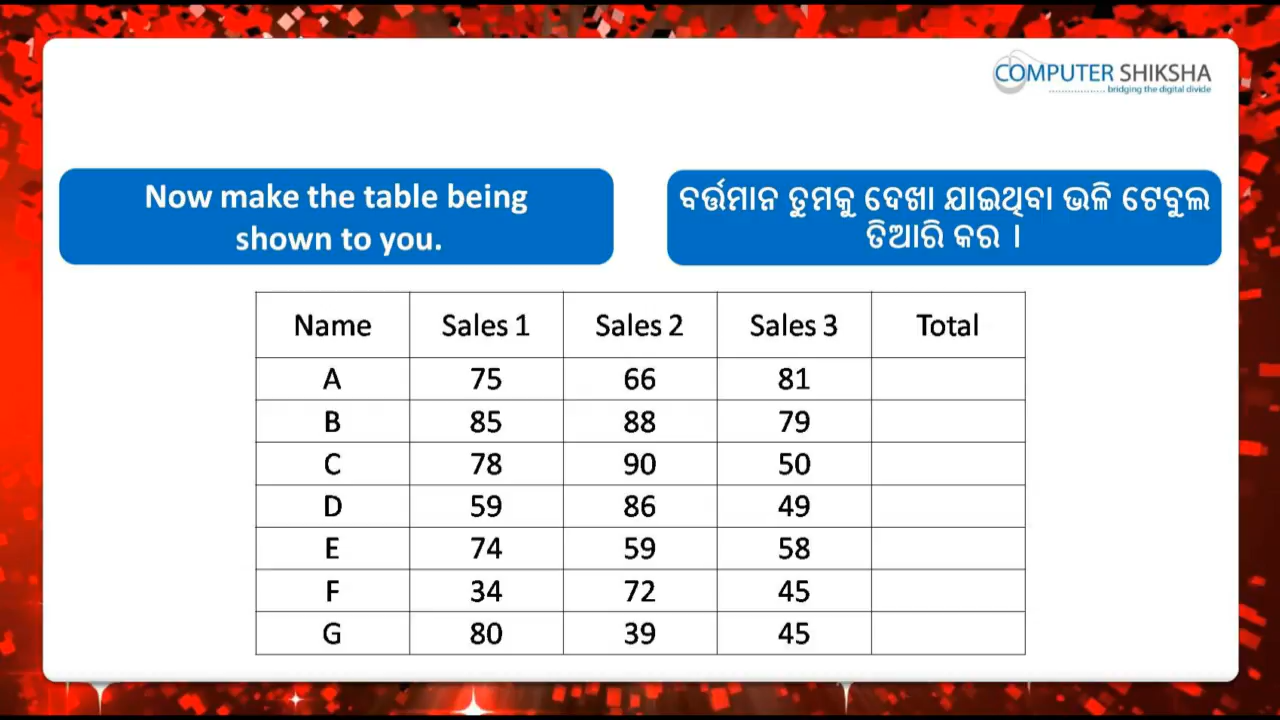 COMPUTER SHIKSHA
bridging the digital divide
Now make the table being
shown to you.
ବର୍ତ୍ତମାନ ତୁମକୁ ଦେଖା ଯାଇଥିବା ଭଳି ଟେବୁଲ
ତିଆରି କର ।
Name Sales 1 Sales 2 Sales 3 Total
A 75 66 81
B 85 88 79
C 78 90 50
D 59 86 49
E 74 59 58
F 34 72 45
G 80 39 45